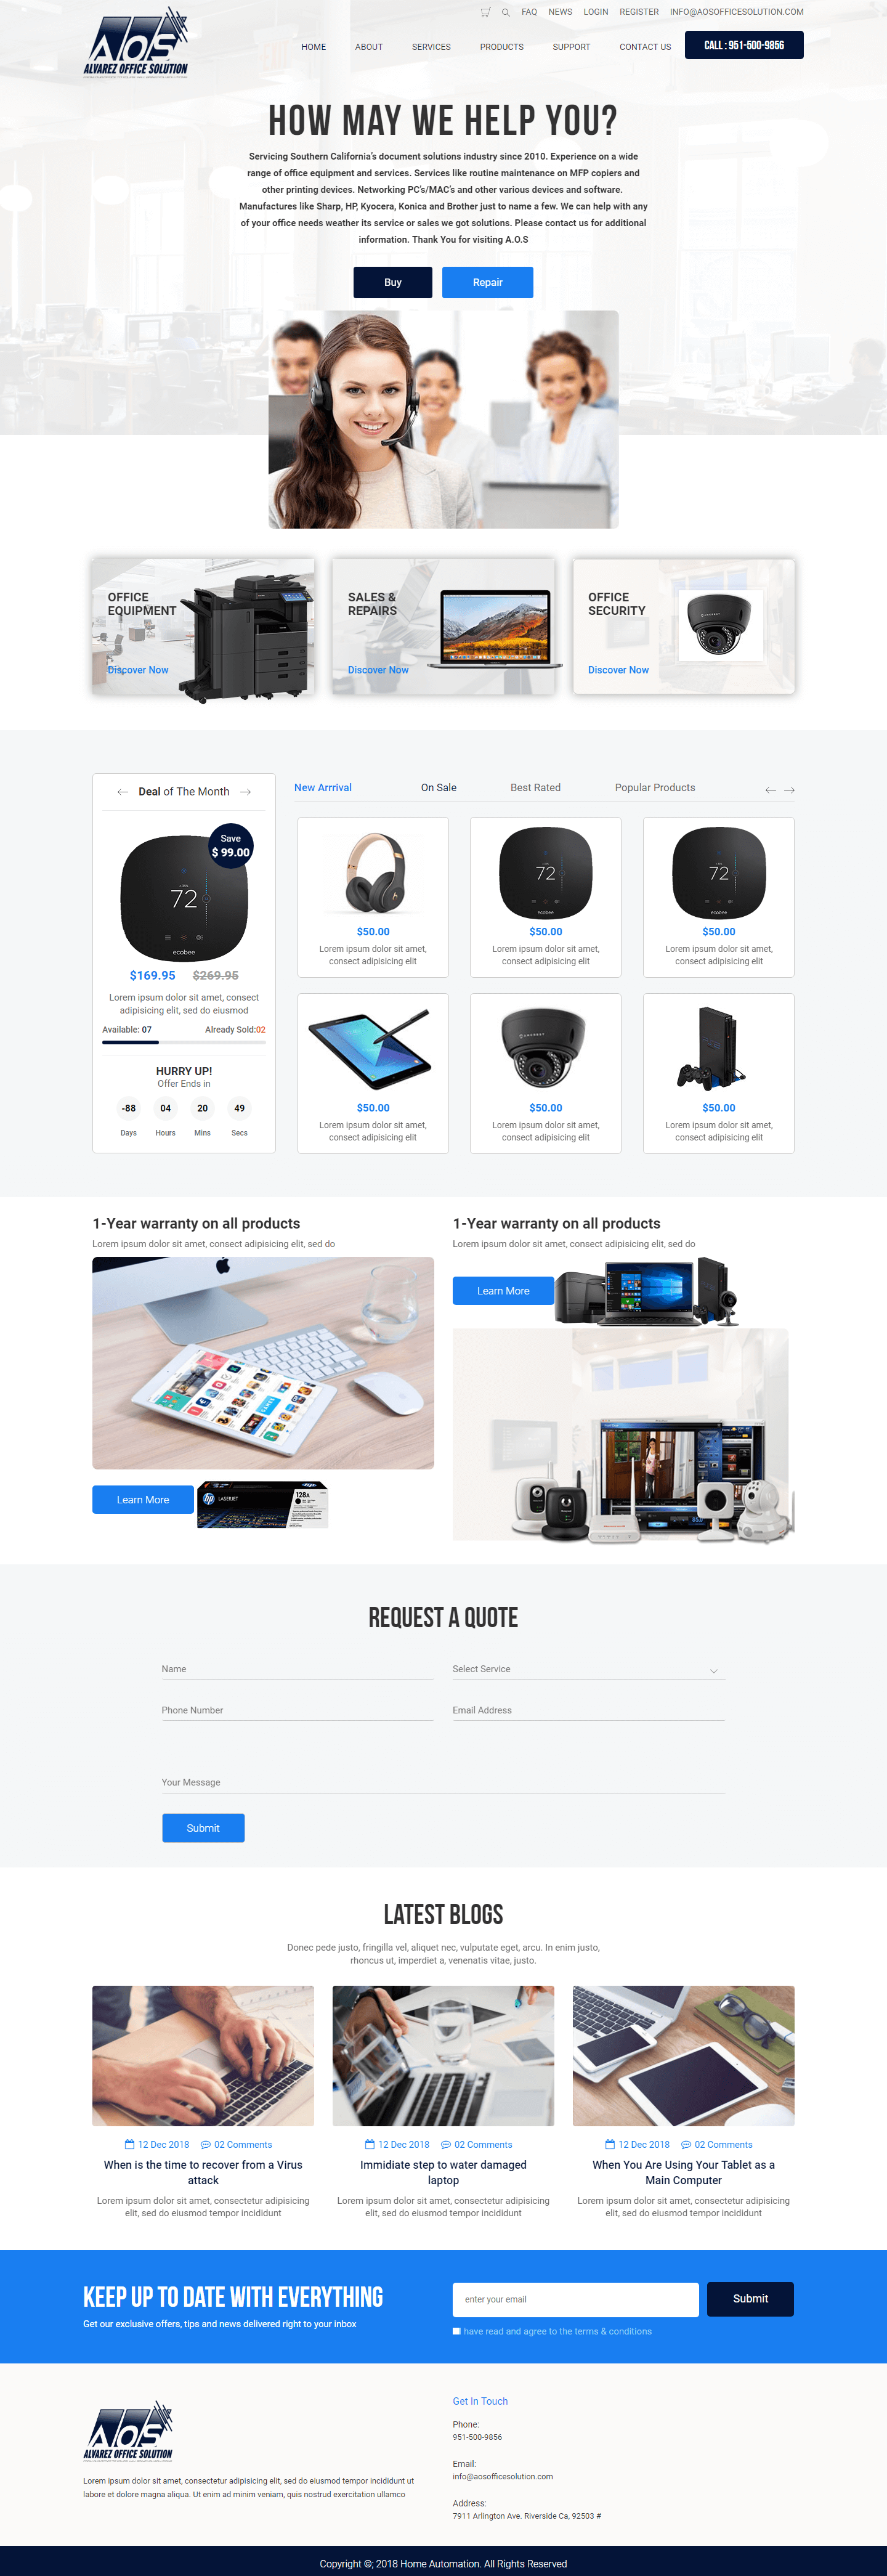 FAQ NEWS LOGIN REGISTER INFO@AOSOFFICESOLUTION.COM
AOS
ALVAREZ OFFICE SOLUTION
HOME ABOUT SERVICES PRODUCTS SUPPORT CONTACT US CALL : 951-500-9856
HOW MAY WE HELP YOU?
Servicing Southern California's document solutions industry since 2010. Experience on a wide
range of office equipment and services. Services like routine maintenance on MFP copiers and
other printing devices. Networking PC's/MAC's and other various devices and software.
Manufactures like Sharp, HP, Kyocera, Konica and Brother just to name a few. We can help with any
of your office needs weather its service or sales we got solutions. Please contact us for additional
information. Thank You for visiting A.O.S
Buy Repair
OFFICE
EQUIPMENT
Discover Now
SALES &
REPAIRS
Discover Now
OFFICE
SECURITY
Discover Now
Deal of The Month
Save
$ 99.00
72
ecobee
$169.95 $269.95
Lorem ipsum dolor sit amet, consect
adipisicing elit, sed do eiusmod
Available: 07 Already Sold:02
HURRY UP!
Offer Ends in
-88 04 20 49
Days Hours Mins Secs
New Arrrival On Sale Best Rated Popular Products
$50.00
Lorem ipsum dolor sit amet,
consect adipisicing elit
72
ecobee
$50.00
Lorem ipsum dolor sit amet,
consect adipisicing elit
72
ecobee
$50.00
Lorem ipsum dolor sit amet,
consect adipisicing elit
$50.00
Lorem ipsum dolor sit amet,
consect adipisicing elit
$50.00
Lorem ipsum dolor sit amet,
consect adipisicing elit
$50.00
Lorem ipsum dolor sit amet,
consect adipisicing elit
1-Year warranty on all products
Lorem ipsum dolor sit amet, consect adipisicing elit, sed do
Learn More
hp LASERJET 128A
1-Year warranty on all products
Lorem ipsum dolor sit amet, consect adipisicing elit, sed do
Learn More
REQUEST A QUOTE
Name Select Service
Phone Number Email Address
Your Message
Submit
LATEST BLOGS
Donec pede justo, fringilla vel, aliquet nec, vulputate eget, arcu. In enim justo,
rhoncus ut, imperdiet a, venenatis vitae, justo.
12 Dec 2018 02 Comments
When is the time to recover from a Virus
attack
Lorem ipsum dolor sit amet, consectetur adipisicing
elit, sed do eiusmod tempor incididunt
12 Dec 2018 02 Comments
Immidiate step to water damaged
laptop
Lorem ipsum dolor sit amet, consectetur adipisicing
elit, sed do eiusmod tempor incididunt
12 Dec 2018 02 Comments
When You Are Using Your Tablet as a
Main Computer
Lorem ipsum dolor sit amet, consectetur adipisicing
elit, sed do eiusmod tempor incididunt
KEEP UP TO DATE WITH EVERYTHING
Get our exclusive offers, tips and news delivered right to your inbox
enter your email Submit
have read and agree to the terms & conditions
AOS
ALVAREZ OFFICE SOLUTION
Lorem ipsum dolor sit amet, consectetur adipisicing elit, sed do eiusmod tempor incididunt ut
labore et dolore magna aliqua. Ut enim ad minim veniam, quis nostrud exercitation ullamco
Get In Touch
Phone:
951-500-9856
Email:
info@aosofficesolution.com
Address:
7911 Arlington Ave. Riverside Ca, 92503 #
Copyright ©; 2018 Home Automation. All Rights Reserved